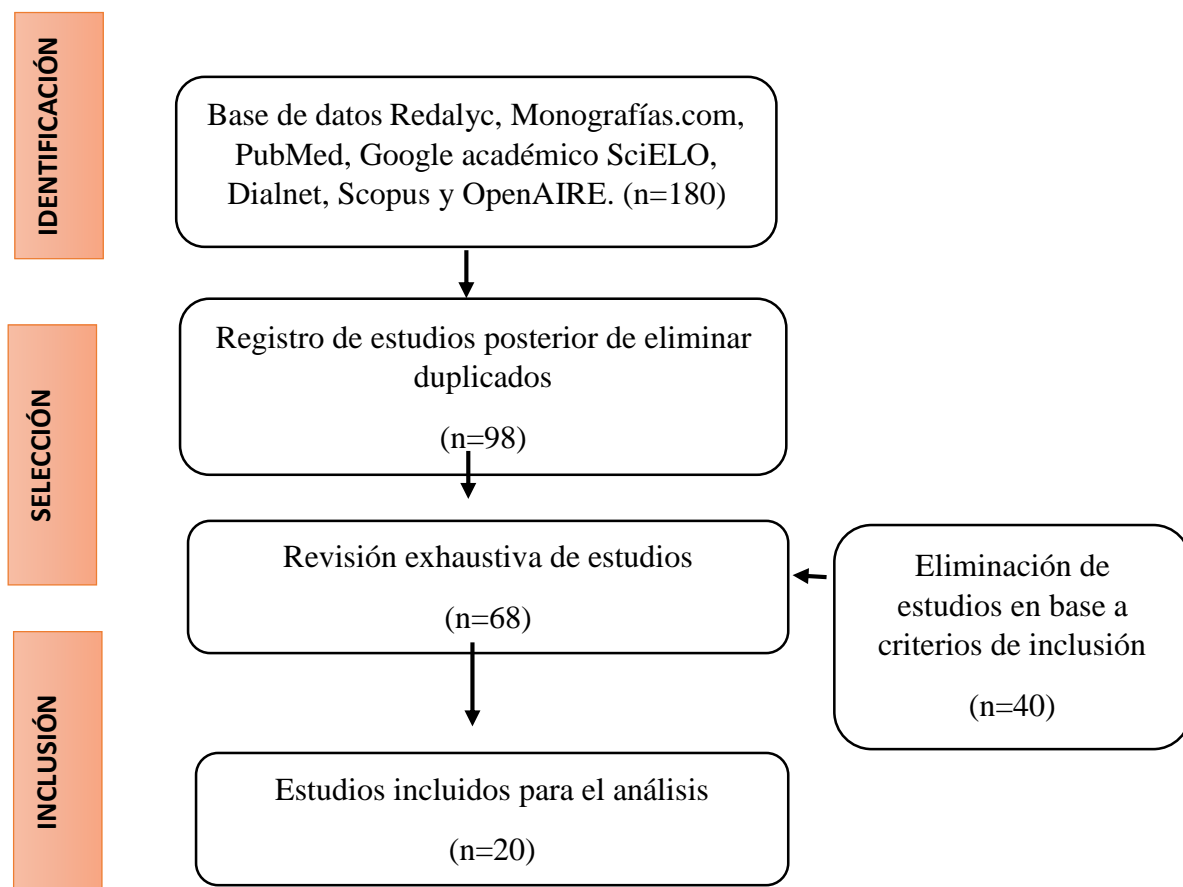 IDENTIFICACIÓN
Base de datos Redalyc, Monografías.com,
PubMed, Google académico SciELO,
Dialnet, Scopus y OpenAIRE. (n=180)
SELECCIÓN
Registro de estudios posterior de eliminar
duplicados
(n=98)
Revisión exhaustiva de estudios
(n=68)
Eliminación de
estudios en base a
criterios de inclusión
(n=40)
INCLUSIÓN
Estudios incluidos para el análisis
(n=20)